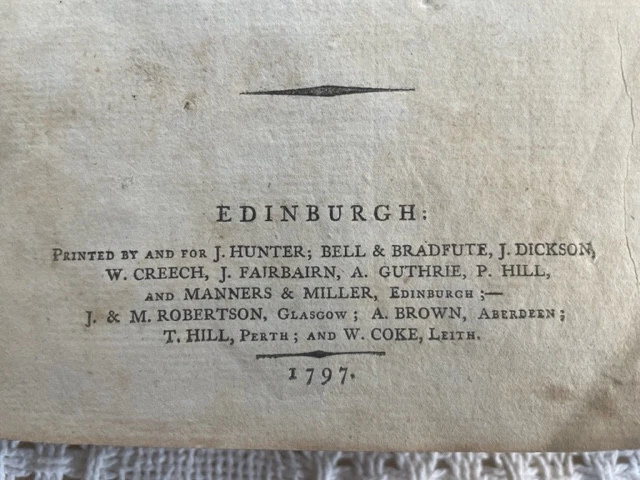 EDINBURGH:
PRINTED BY AND FOR J. HUNTER; BELL & BRADFUTE, J. DICKSON,
W. CREECH, J. FAIRBAIRN, A. GUTHRIE, P. HILL,
AND MANNERS & MILLER, EDINBURGH;—
J. & M. ROBERTSON, GLASGOW; A. BROWN, ABERDEEN;
T. HILL, PERTH; AND W. COKE, LEITH.
1797.